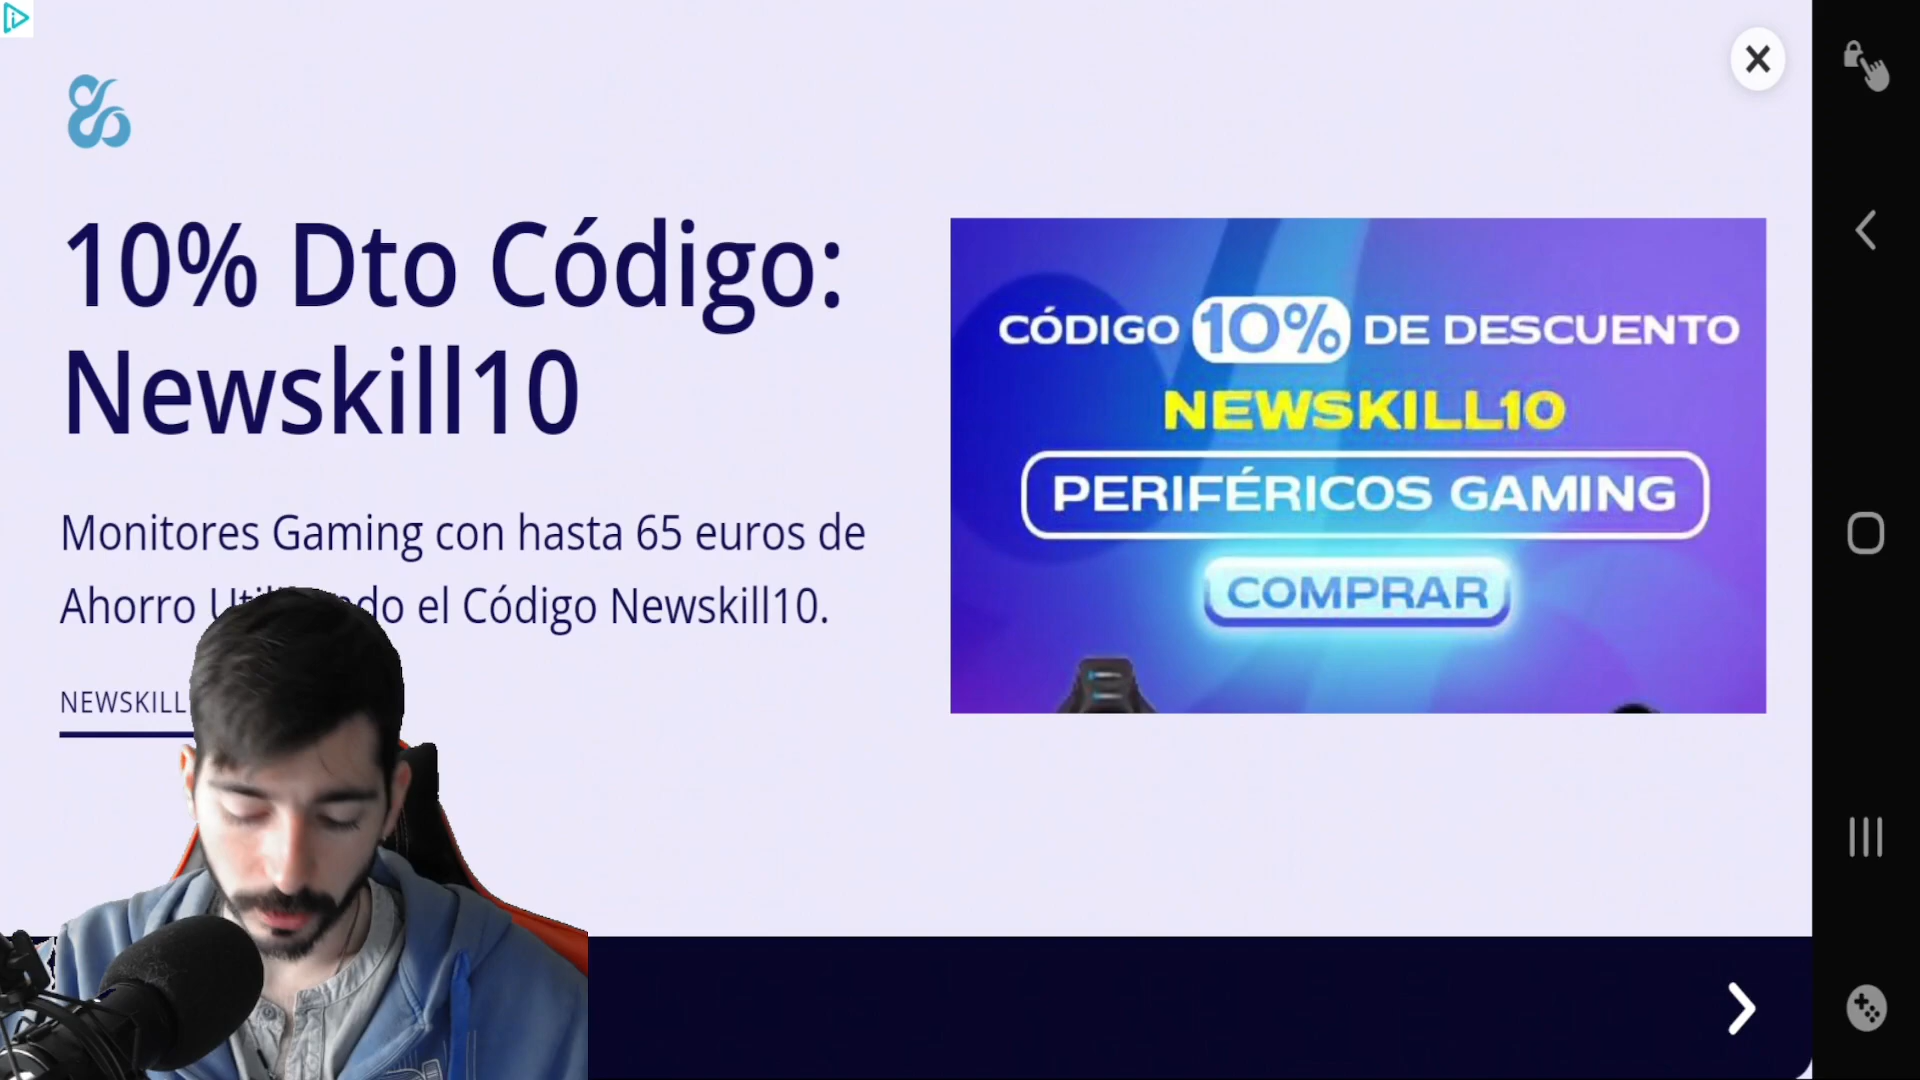 10% Dto Código:
Newskill10
Monitores Gaming con hasta 65 euros de
Ahorro el Código Newskill10.
NEWSKILL
CÓDIGO 10% DE DESCUENTO
NEWSKILL10
PERIFÉRICOS GAMING
COMPRAR